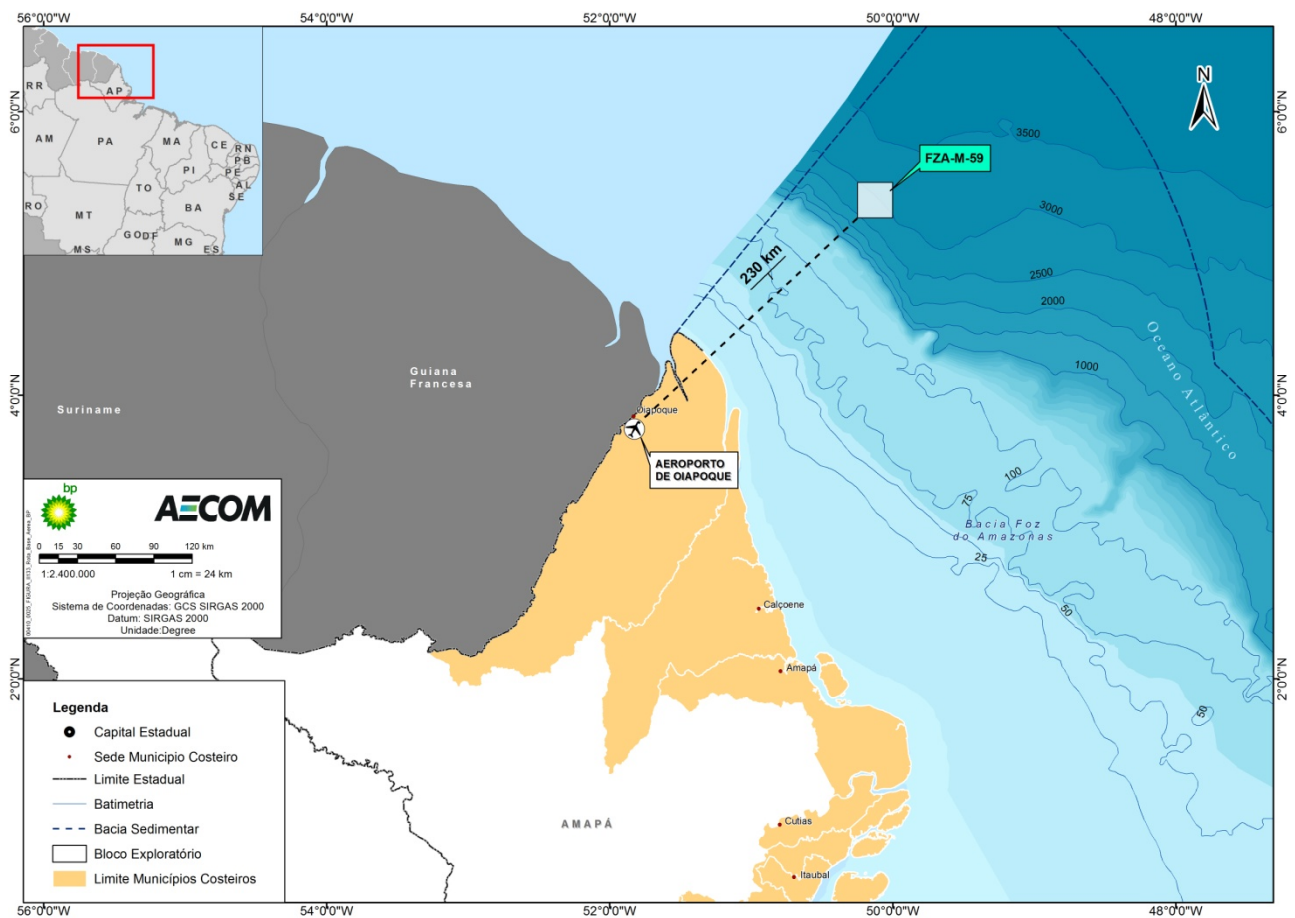 56°0'0"W 54°0'0"W 52°0'0"W 50°0'0"W 48°0'0"W
RR
AP
AM
PA
MA
CE
RN
PB
PI
PE
AL
TO
SE
RO
BA
MT
GO
DF
MS
MG
ES
N
6°0'0"N
6°0'0"N
3500
FZA-M-59
3000
230 km
2500
2000
1000
Oceano Atlântico
Guiana
Francesa
Suriname
4°0'0"N
4°0'0"N
Oiapoque
AEROPORTO
DE OIAPOQUE
100
75
Bacia Foz
do Amazonas
25
50
bp
AECOM
0 15 30 60 90 120 km
1:2.400.000 1 cm = 24 km
Projeção Geográfica
Sistema de Coordenadas: GCS SIRGAS 2000
Datum: SIRGAS 2000
Unidade:Degree
Calçoene
Amapá
2°0'0"N
2°0'0"N
50
Legenda
Capital Estadual
Sede Municipio Costeiro
Limite Estadual
Batimetria
Bacia Sedimentar
Bloco Exploratório
Limite Municípios Costeiros
AMAPÁ
Cutias
Itaubal
56°0'0"W 54°0'0"W 52°0'0"W 50°0'0"W 48°0'0"W